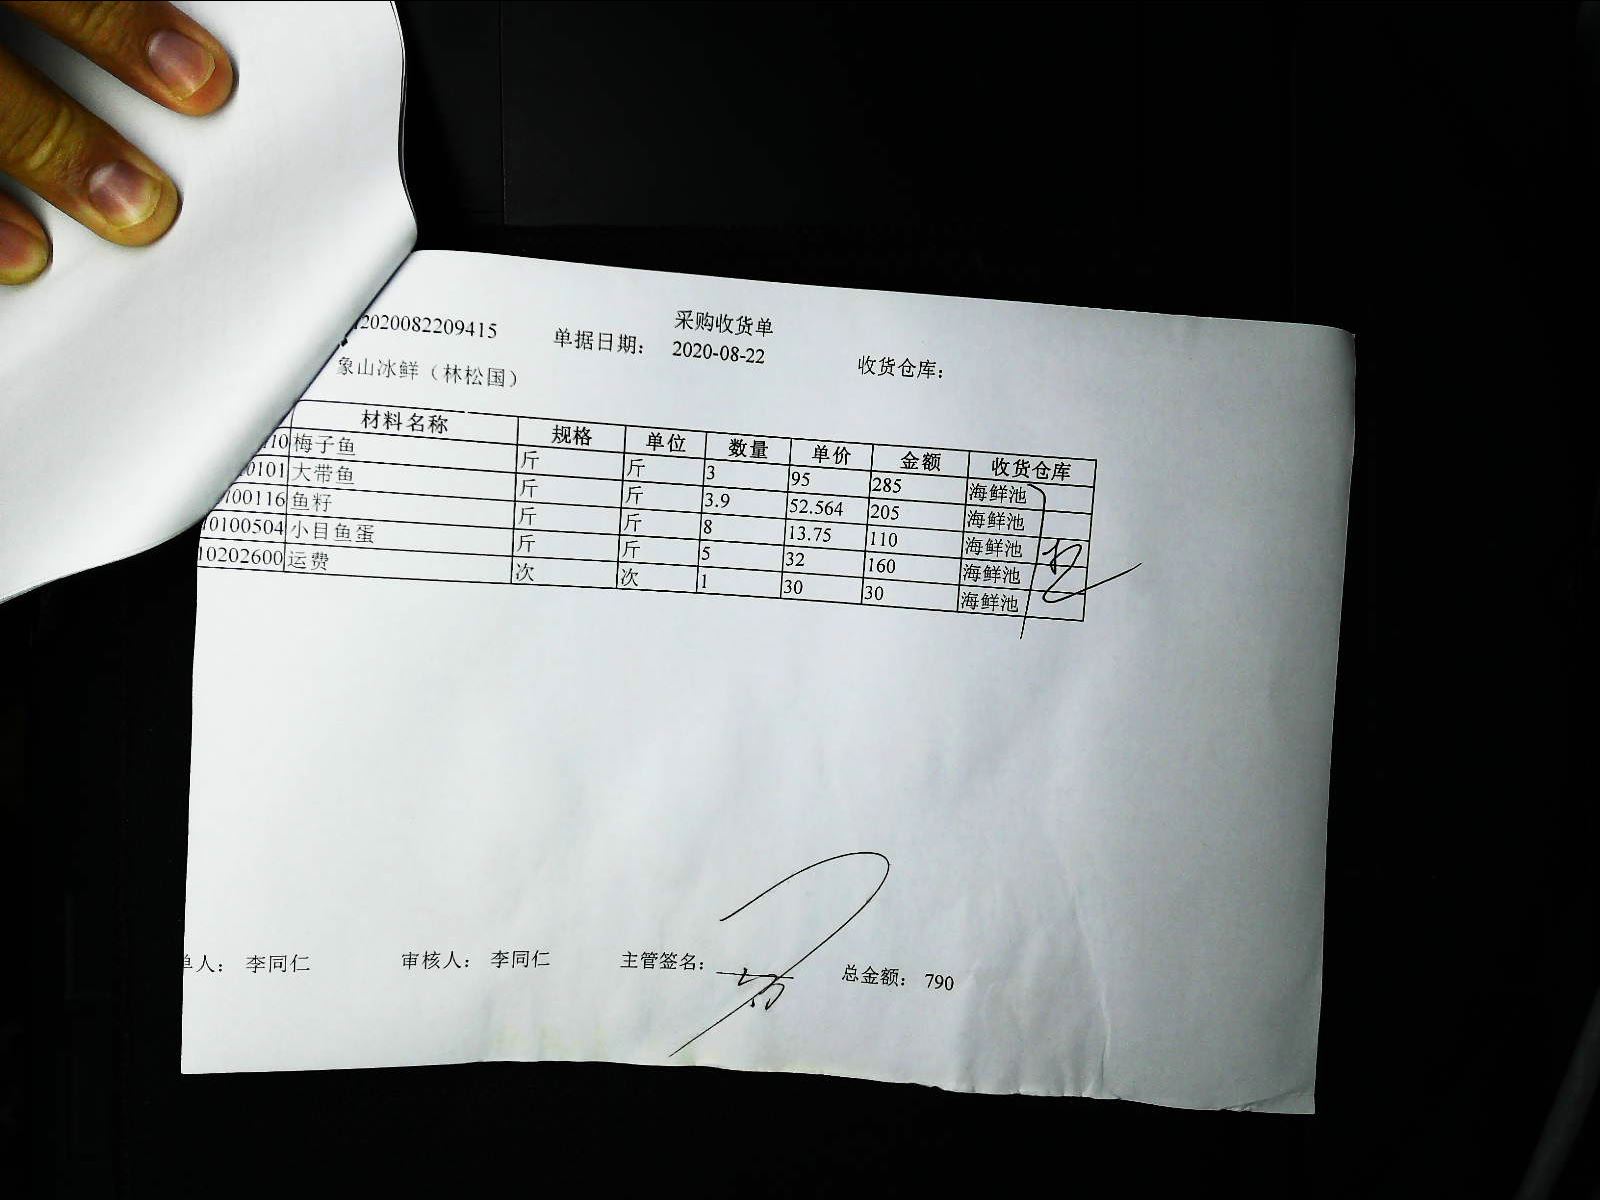 采购收货单
2020082209415 单据日期： 2020-08-22 收货仓库：
象山冰鲜（林松国）
材料名称 规格 单位 数量 单价 金额 收货仓库
10 梅子鱼 斤 斤 3 95 285 海鲜池
0101 大带鱼 斤 斤 3.9 52.564 205 海鲜池
100116 鱼籽 斤 斤 8 13.75 110 海鲜池
0100504 小目鱼蛋 斤 斤 5 32 160 海鲜池
10202600 运费 次 次 1 30 30 海鲜池
单人： 李同仁 审核人： 李同仁 主管签名： 总金额： 790